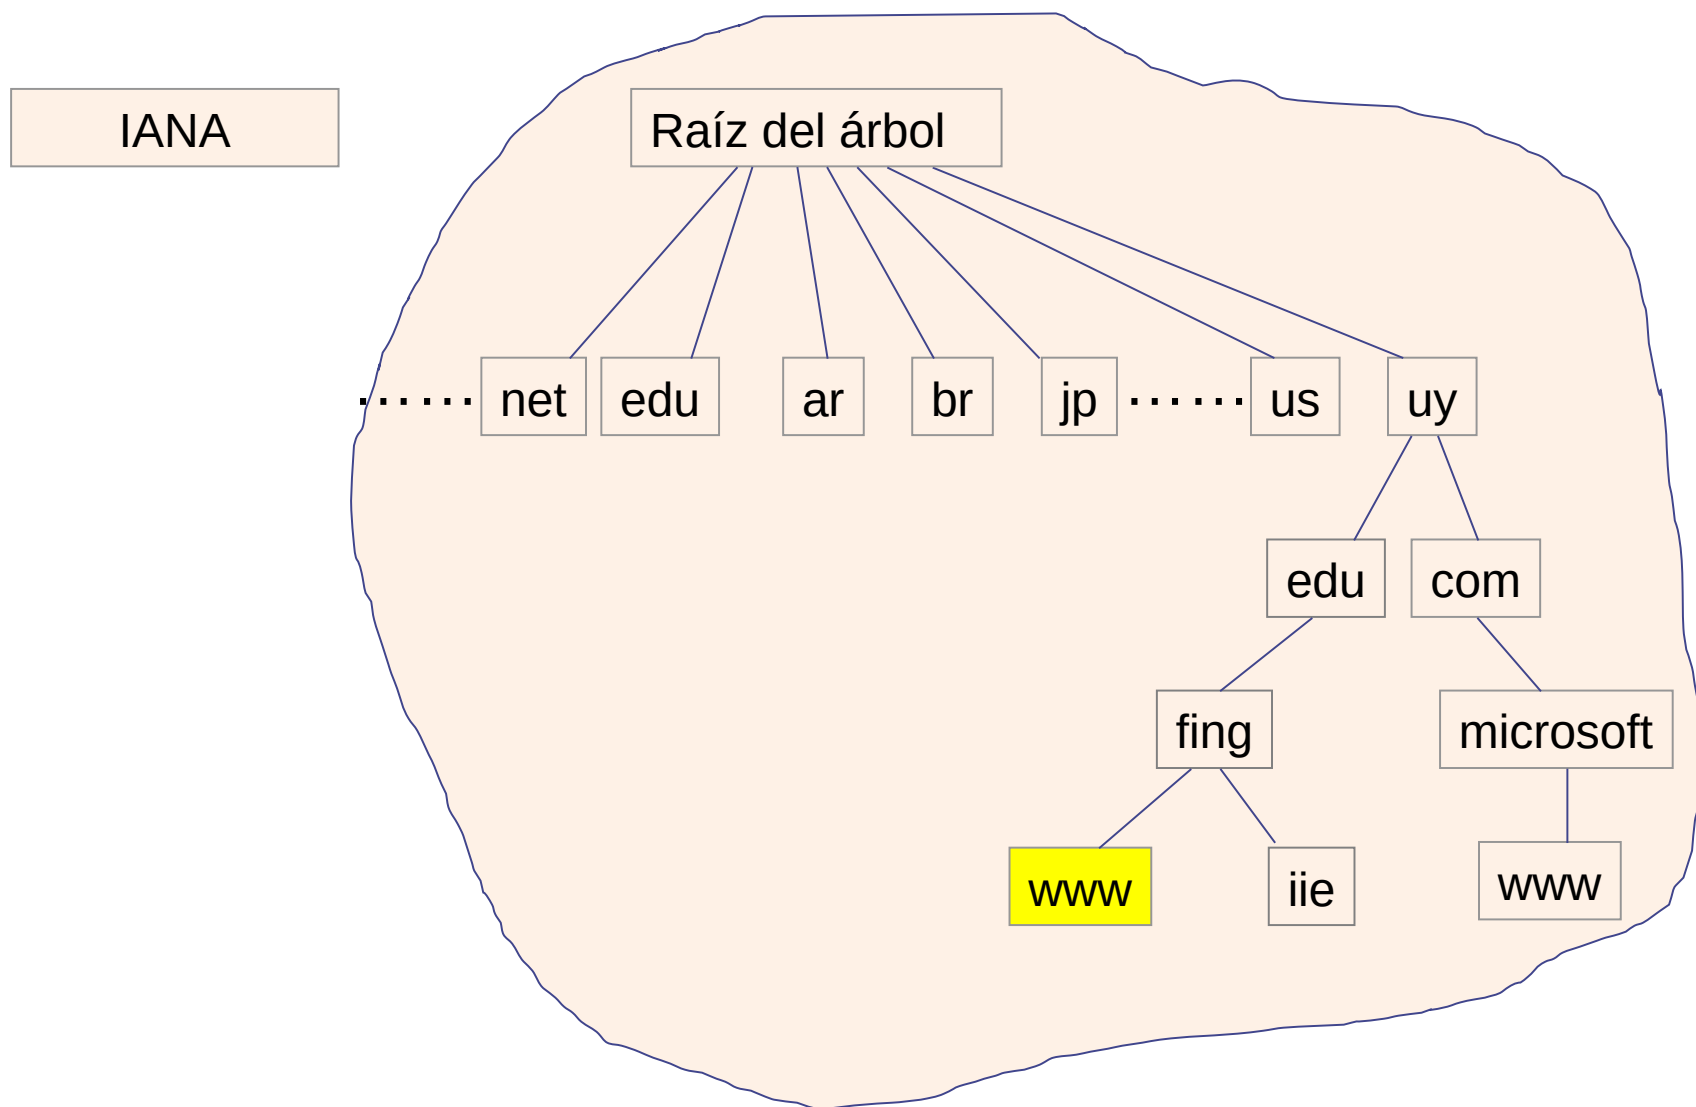 IANA
Raíz del árbol
...... net edu ar br jp ...... us uy
edu com
fing microsoft
www iie www